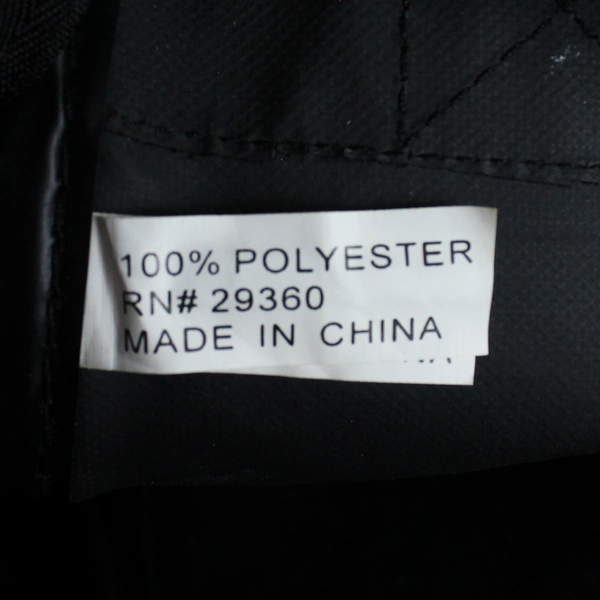 100% POLYESTER
RN# 29360
MADE IN CHINA